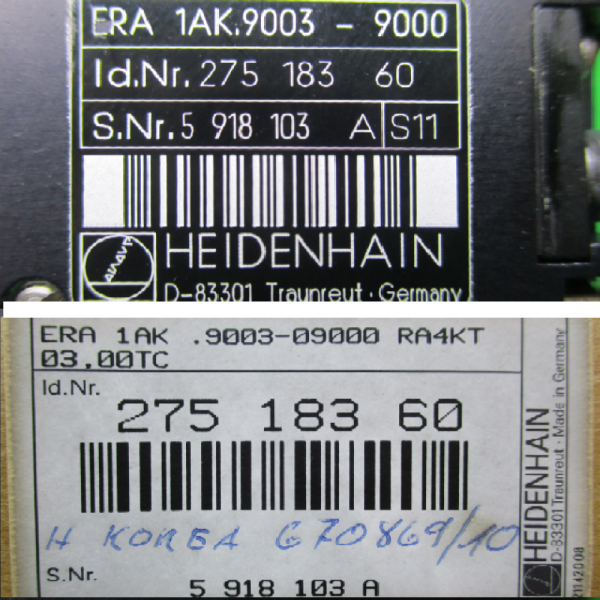 ERA 1AK.9003 - 9000
Id.Nr. 275 183 60
S.Nr. 5 918 103 A S11
HEIDENHAIN
D-83301 Traunreut · Germany
ERA 1AK .9003-09000 RA4KT
03,00TC
Id.Nr.
275 183 60
H KOREA 670869/10
S.Nr.
5 918 103 A
HEIDENHAIN
D-83301 Traunreut · Made in Germany